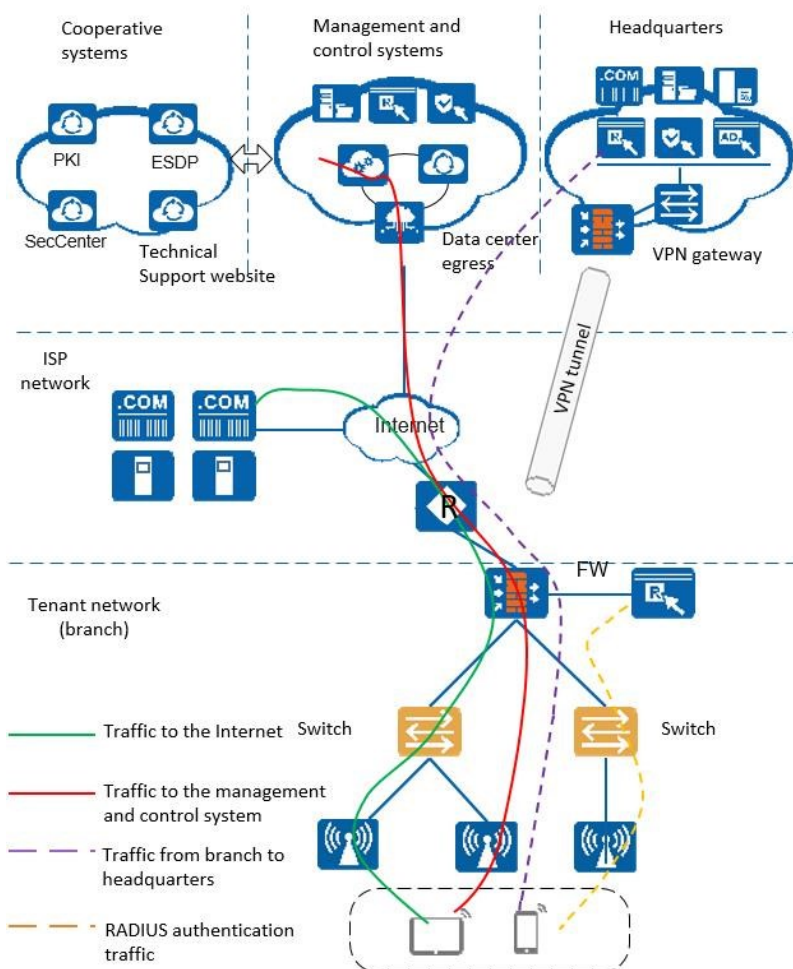 Cooperative
systems
Management and
control systems
Headquarters
.COM
R
R
AD
PKI
ESDP
SecCenter
Technical
Support website
Data center
egress
VPN gateway
ISP
network
.COM
.COM
Internet
VPN tunnel
R
FW
R
Tenant network
(branch)
Switch
Switch
Traffic to the Internet
Traffic to the management
and control system
Traffic from branch to
headquarters
RADIUS authentication
traffic